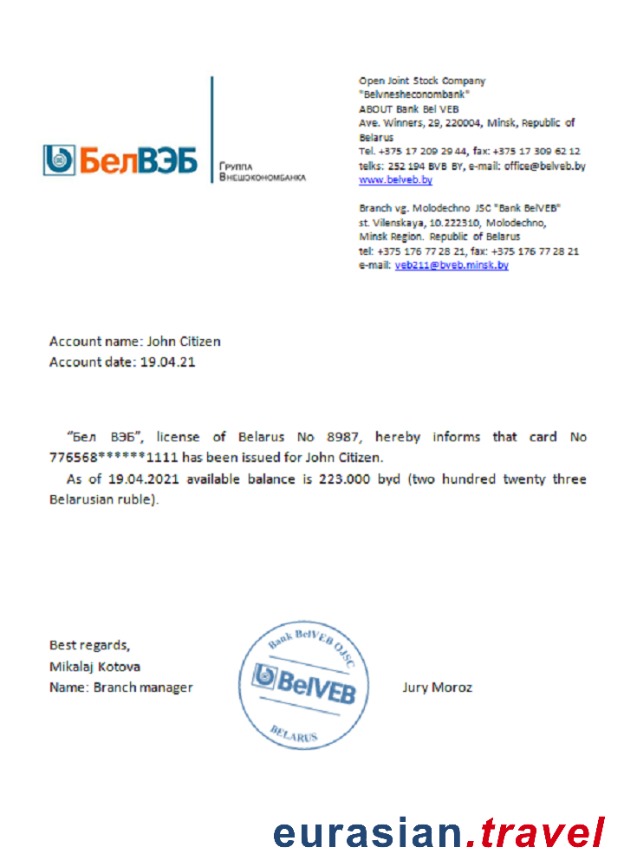 БелВЭБ
Группа
Внешэкономбанка
Open Joint Stock Company
"Belvnesheconombank"
ABOUT Bank Bel VEB
Ave. Winners, 29, 220004, Minsk, Republic of
Belarus
Tel. +375 17 209 29 44, fax: +375 17 309 62 12
telks: 252 194 BVB BY, e-mail: office@belveb.by
www.belveb.by
Branch vg. Molodechno JSC "Bank BelVEB"
st. Vilenskaya, 10.222310, Molodechno,
Minsk Region. Republic of Belarus
tel: +375 176 77 28 21, fax: +375 176 77 28 21
e-mail: veb211@bveb.minsk.by
Account name: John Citizen
Account date: 19.04.21
“Бел ВЭБ”, license of Belarus No 8987, hereby informs that card No
776568******1111 has been issued for John Citizen.
As of 19.04.2021 available balance is 223.000 byd (two hundred twenty three
Belarusian ruble).
Best regards,
Mikalaj Kotova
Name: Branch manager
Bank BelVEB OJSC
BelVEB
BELARUS
Jury Moroz
eurasian.travel